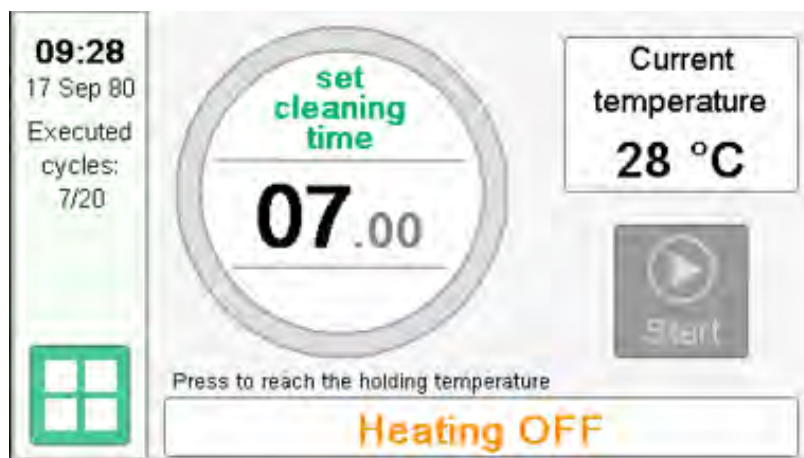 09:28
17 Sep 80
Executed
cycles:
7/20
set
cleaning
time
07.00
Current
temperature
28 °C
Start
Press to reach the holding temperature
Heating OFF